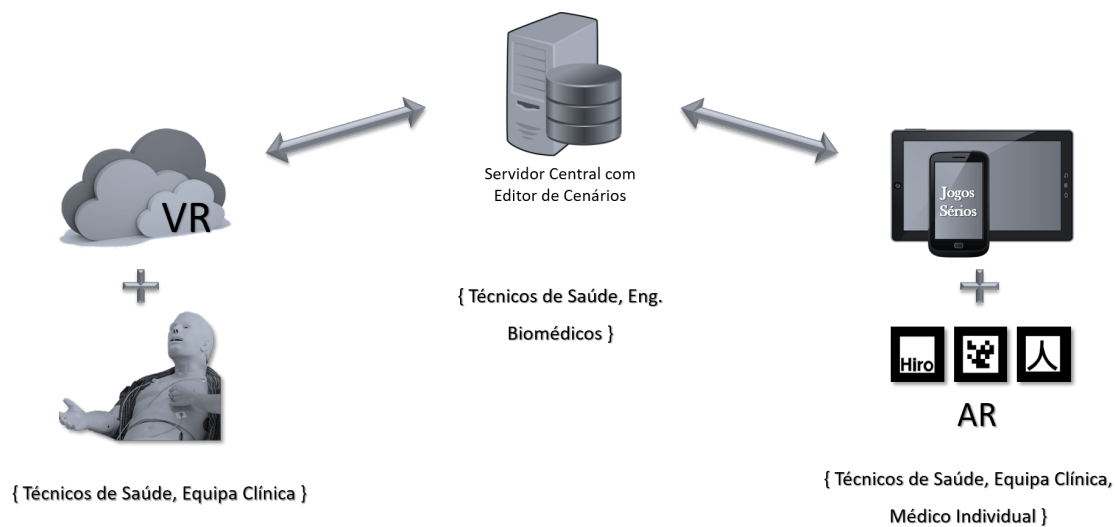 Servidor Central com
Editor de Cenários
VR
Jogos
Sérios
{ Técnicos de Saúde, Eng.
Biomédicos }
Hiro
人
AR
{ Técnicos de Saúde, Equipa Clínica }
{ Técnicos de Saúde, Equipa Clínica,
Médico Individual }